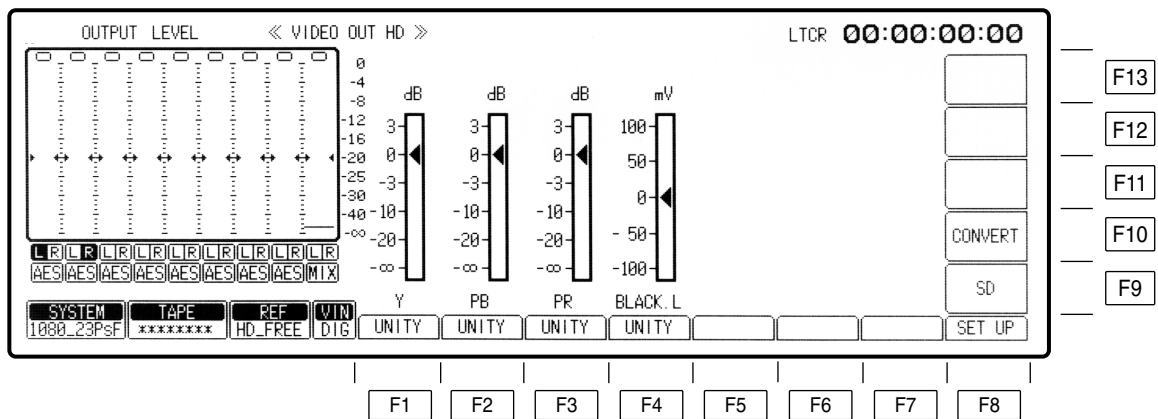 OUTPUT LEVEL ≪ VIDEO OUT HD ≫ LTCR 00:00:00:00
0
-4
-8
-12
-16
-20
-25
-30
-40
-∞
dB dB dB mV
3 3 3 100
0 0 0 50
-3 -3 -3 0
-10 -10 -10 - 50
-20 -20 -20 -100
-∞ -∞ -∞
Y PB PR BLACK.L
UNITY UNITY UNITY UNITY
L R L R L R L R L R L R L R L R L R
AES AES AES AES AES AES AES AES MIX
SYSTEM TAPE REF VIN
1080_23PsF ******** HD_FREE DIG
CONVERT
SD
SET UP
F13
F12
F11
F10
F9
F1 F2 F3 F4 F5 F6 F7 F8